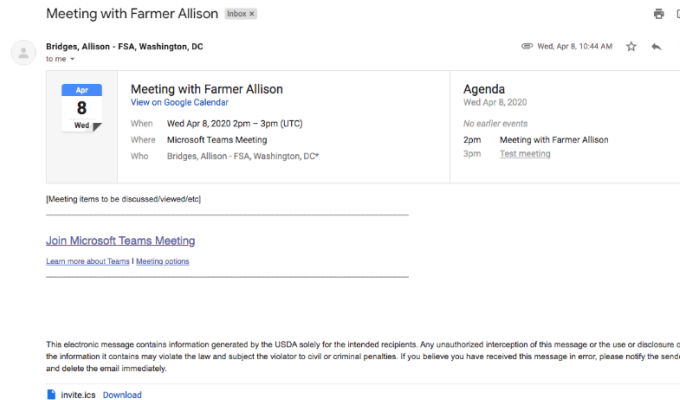 Meeting with Farmer Allison Inbox x
Bridges, Allison - FSA, Washington, DC
Wed, Apr 8, 10:44 AM
to me
Apr
8
Wed
Meeting with Farmer Allison
View on Google Calendar
When Wed Apr 8, 2020 2pm – 3pm (UTC)
Where Microsoft Teams Meeting
Who Bridges, Allison - FSA, Washington, DC*
Agenda
Wed Apr 8, 2020
No earlier events
2pm Meeting with Farmer Allison
3pm Test meeting
[Meeting items to be discussed/viewed/etc]
Join Microsoft Teams Meeting
Learn more about Teams | Meeting options
This electronic message contains information generated by the USDA solely for the intended recipients. Any unauthorized interception of this message or the use or disclosure o
the information it contains may violate the law and subject the violator to civil or criminal penalties. If you believe you have received this message in error, please notify the sende
and delete the email immediately.
invite.ics Download